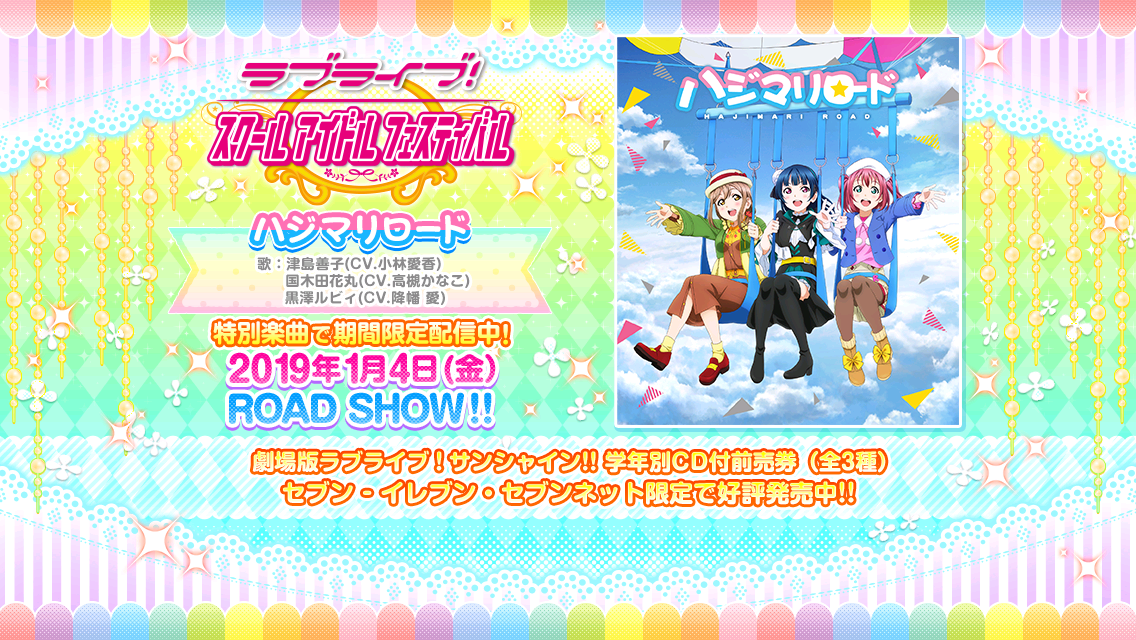 ラブライブ!
スクールアイドルフェスティバル
ハジマリロード
歌:津島善子(CV.小林愛香)
国木田花丸(CV.高槻かなこ)
黒澤ルビィ(CV.降幡 愛)
特別楽曲で期間限定配信中!
2019年1月4日(金)
ROAD SHOW!!
ハジマリロード
HAJIMARI ROAD
劇場版ラブライブ!サンシャイン!! 学年別CD付前売券(全3種)
セブン‐イレブン・セブンネット限定で好評発売中!!